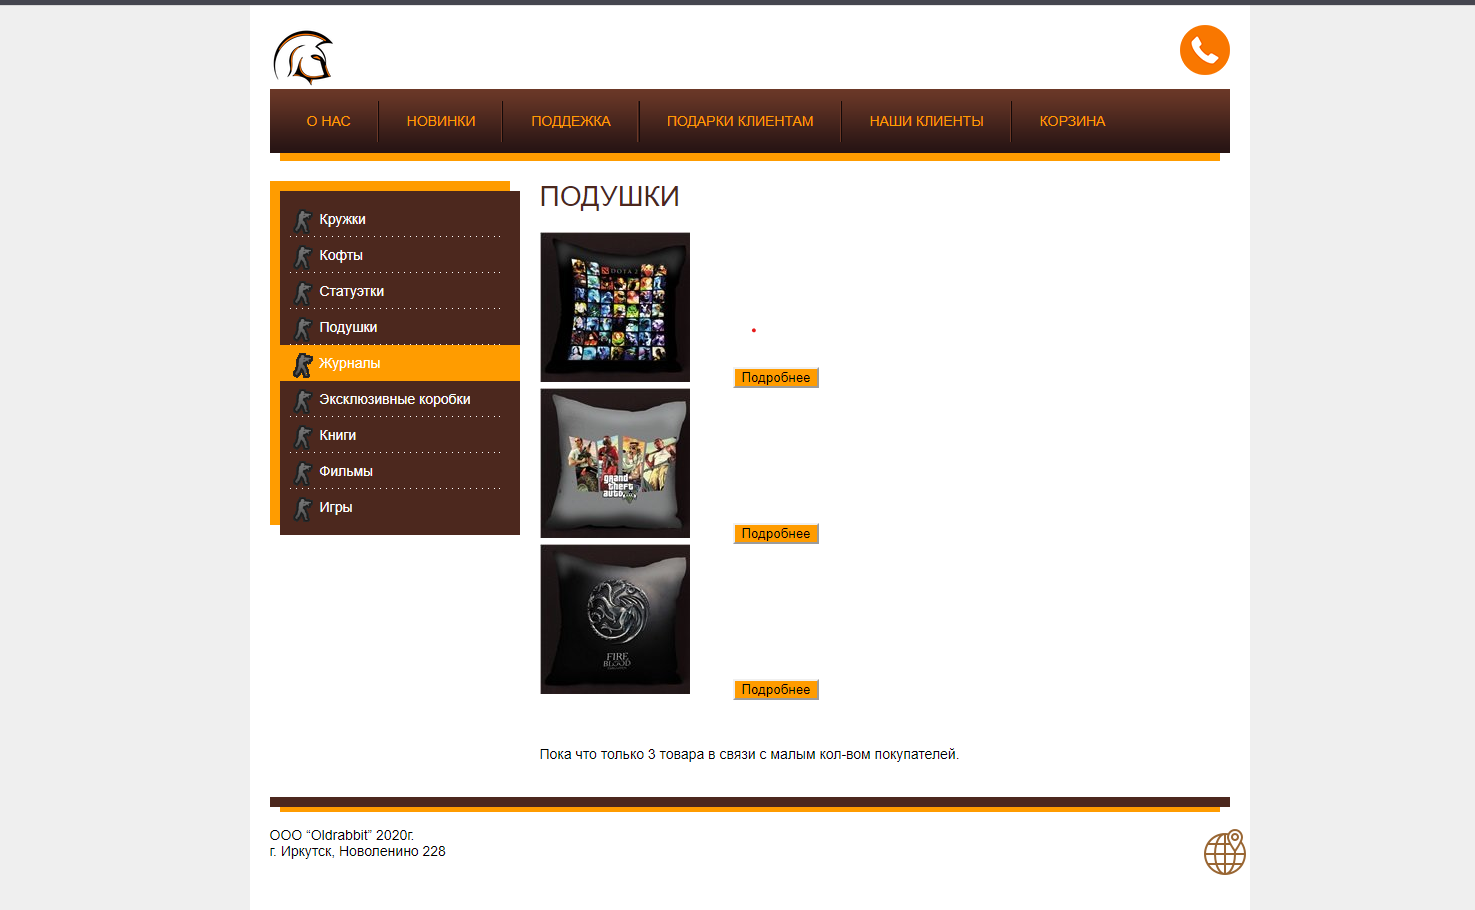 О НАС
НОВИНКИ
ПОДДЕЖКА
ПОДАРКИ КЛИЕНТАМ
НАШИ КЛИЕНТЫ
КОРЗИНА
Кружки
Кофты
Статуэтки
Подушки
Журналы
Эксклюзивные коробки
Книги
Фильмы
Игры
ПОДУШКИ
DOTA 2
Подробнее
grand
theft
auto
Подробнее
FIRE
BLOOD
Подробнее
Пока что только 3 товара в связи с малым кол-вом покупателей.
ООО “Oldrabbit” 2020г.
г. Иркутск, Новоленино 228